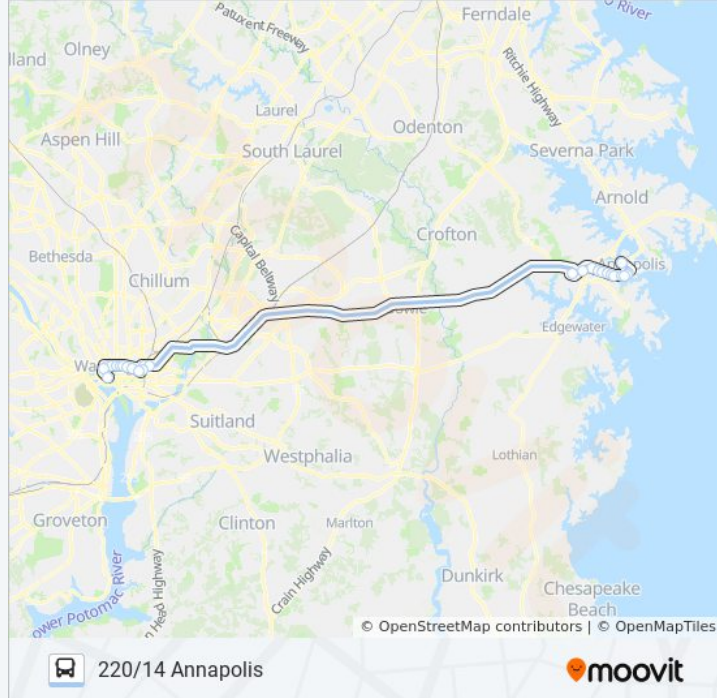 Ferndale
o River
Patuxent Freeway
Olney
lland
Ritchie Highway
Laurel
Odenton
Aspen Hill
South Laurel
Severna Park
Arnold
Crofton
Capital Beltway
Bethesda
Chillum
Annapolis
Bowie
Edgewater
Wa
Suitland
Westphalia
Lothian
Groveton
Clinton
Marlton
Crain Highway
Dunkirk
Chesapeake
Beach
ower Potomac River
n Head Highway
© OpenStreetMap contributors | © OpenMapTiles
220/14 Annapolis
moovit